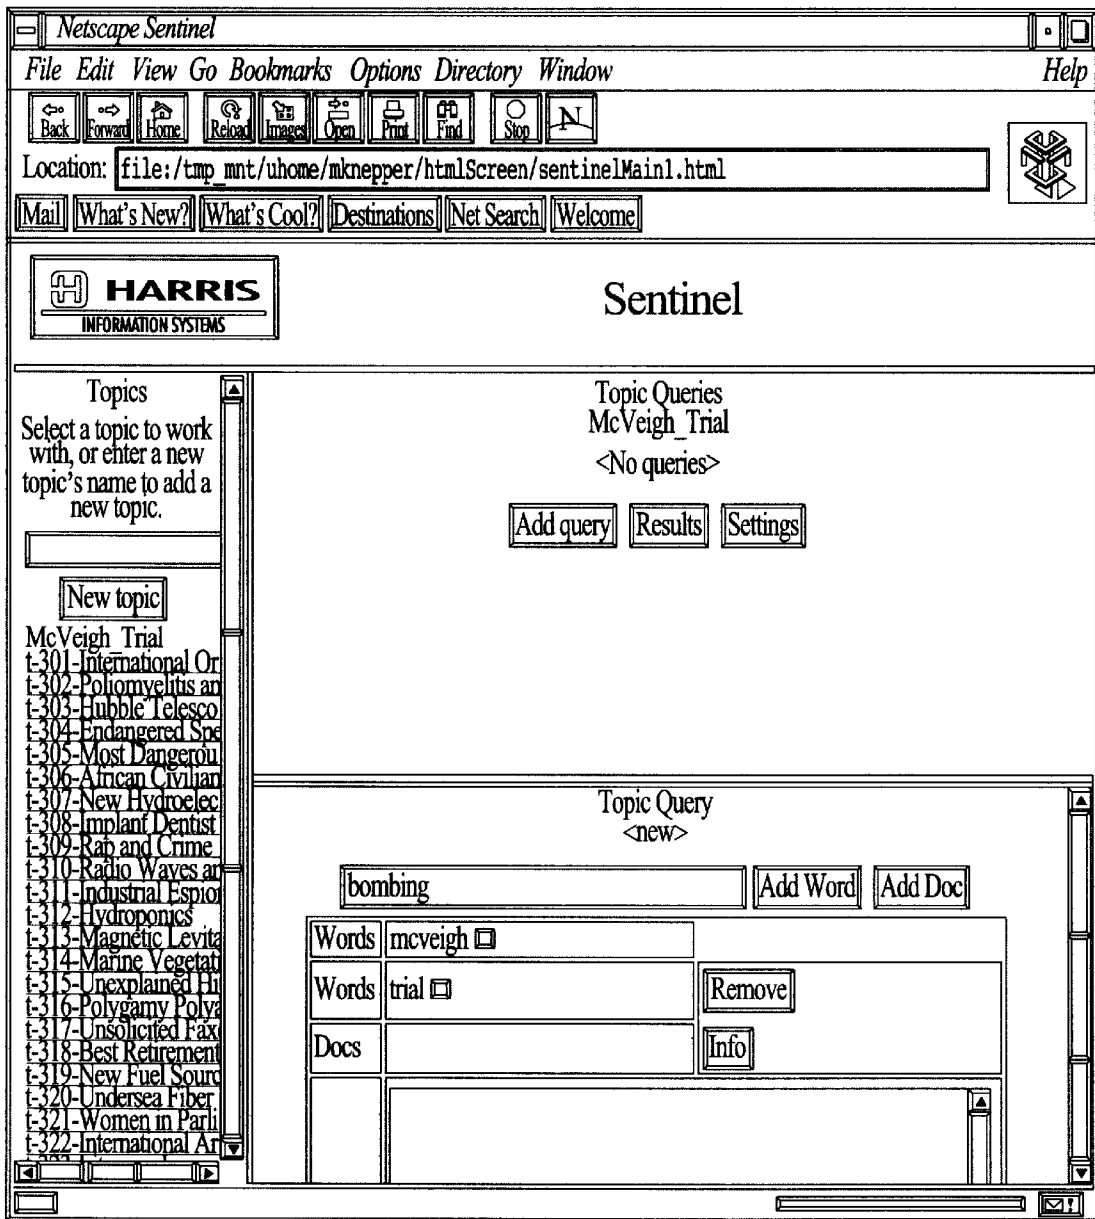 Netscape Sentinel
File Edit View Go Bookmarks Options Directory Window Help
Back Forward Home Reload Images Open Print Find Stop N
Location: file:/tmp_mnt/uhome/mknepper/htmlScreen/sentinelMain1.html
Mail What's New? What's Cool? Destinations Net Search Welcome
HARRIS
INFORMATION SYSTEMS
Sentinel
Topics
Select a topic to work
with, or enter a new
topic's name to add a
new topic.
New topic
McVeigh_Trial
t-301-International Or
t-302-Poliomyelitis an
t-303-Hubble Telesco
t-304-Endangered Spe
t-305-Most Dangerou
t-306-African Civilian
t-307-New Hydroelec
t-308-Implant Dentist
t-309-Rap and Crime
t-310-Radio Waves an
t-311-Industrial Espion
t-312-Hydroponics
t-313-Magnetic Levita
t-314-Marine Vegetati
t-315-Unexplained Hi
t-316-Polygamy Polya
t-317-Unsolicited Faxe
t-318-Best Retirement
t-319-New Fuel Sourc
t-320-Undersea Fiber
t-321-Women in Parli
t-322-International Ar
Topic Queries
McVeigh_Trial
<No queries>
Add query Results Settings
Topic Query
<new>
bombing Add Word Add Doc
Words mcveigh
Words trial Remove
Docs Info